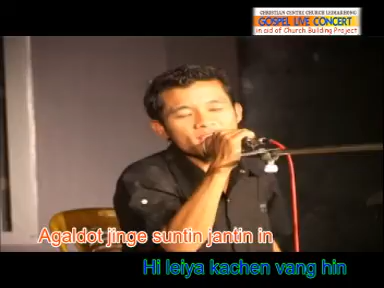 CHRISTIAN CENTRE CHURCH LEIMAKHONG
GOSPEL LIVE CONCERT
in aid of Church Building Project
Agaldot jinge suntin jantin in
Hi leiya kachen vang hin